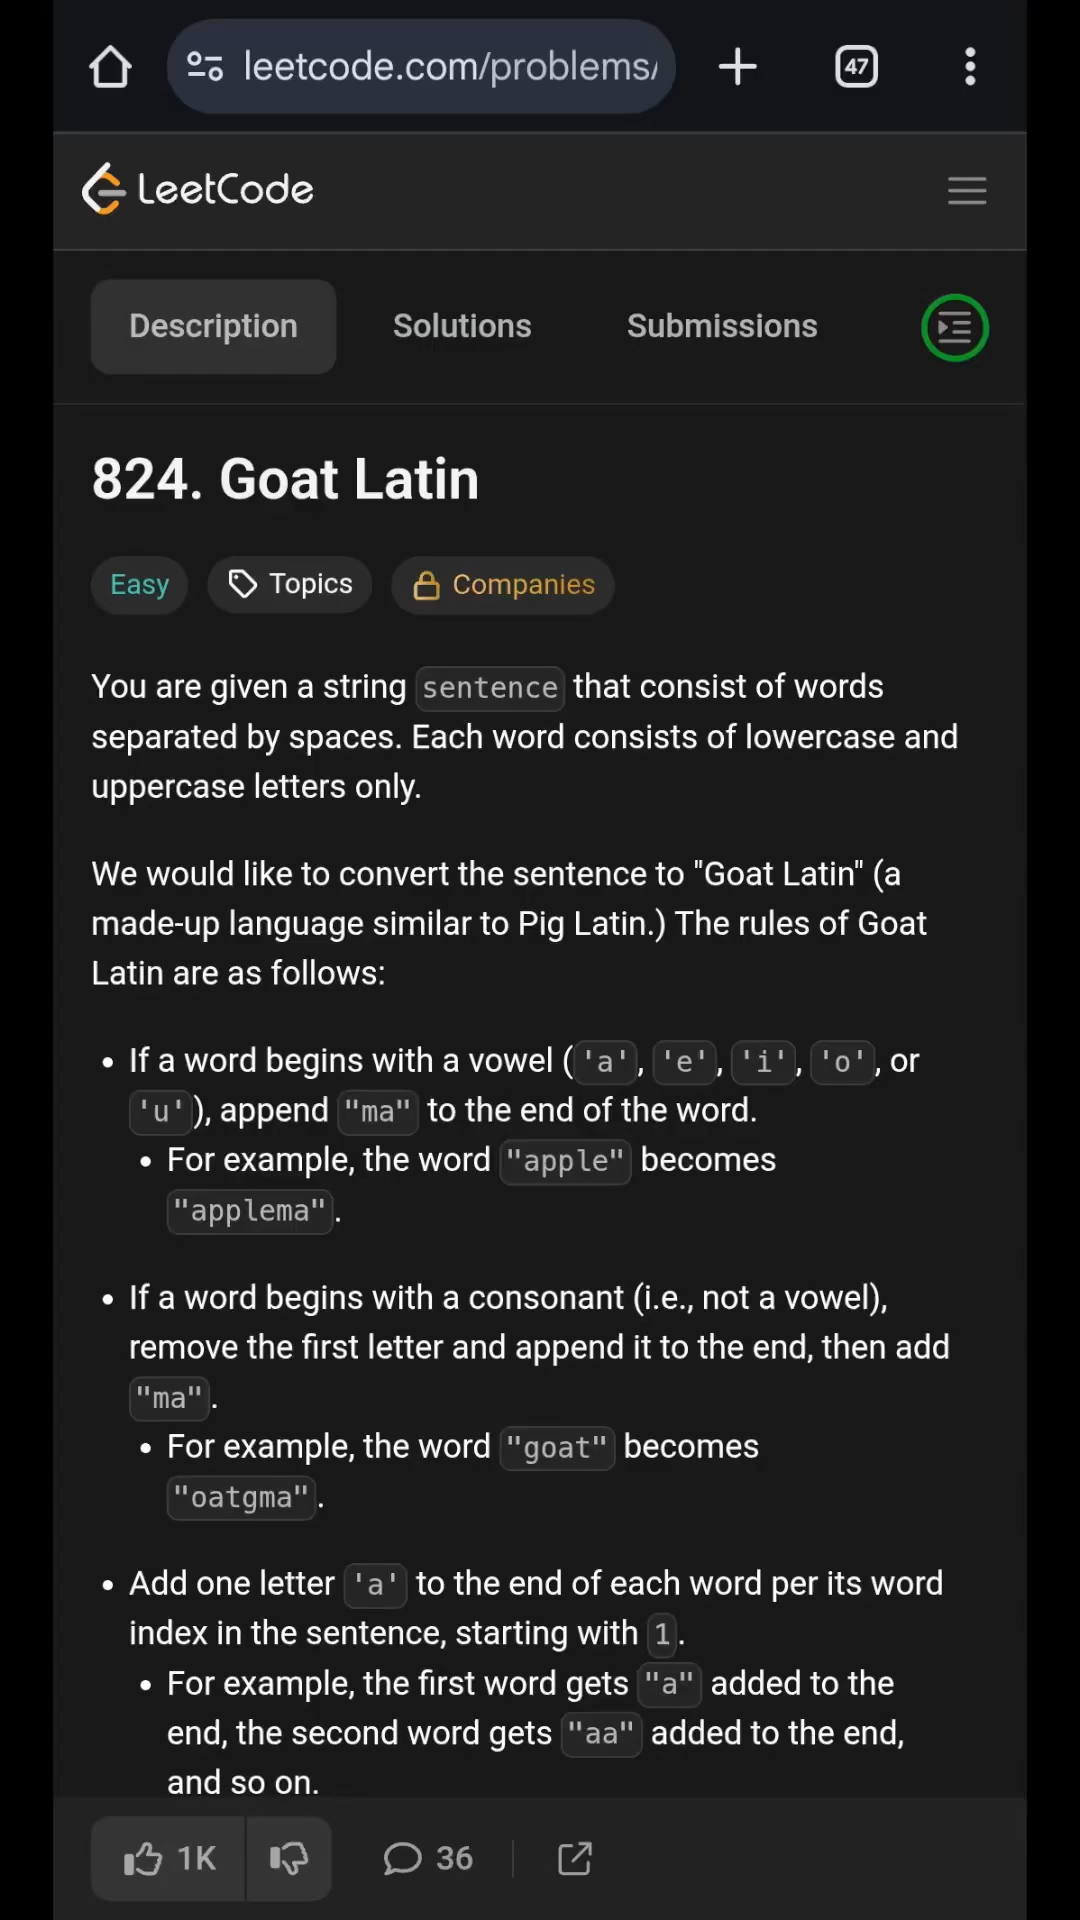 leetcode.com/problems/
47
LeetCode
Description
Solutions
Submissions
824. Goat Latin
Easy
Topics
Companies
You are given a string sentence that consist of words
separated by spaces. Each word consists of lowercase and
uppercase letters only.
We would like to convert the sentence to "Goat Latin" (a
made-up language similar to Pig Latin.) The rules of Goat
Latin are as follows:
• If a word begins with a vowel ('a', 'e', 'i', 'o', or
'u'), append "ma" to the end of the word.
• For example, the word "apple" becomes
"applema".
• If a word begins with a consonant (i.e., not a vowel),
remove the first letter and append it to the end, then add
"ma".
• For example, the word "goat" becomes
"oatgma".
• Add one letter 'a' to the end of each word per its word
index in the sentence, starting with 1.
• For example, the first word gets "a" added to the
end, the second word gets "aa" added to the end,
and so on.
1K
36